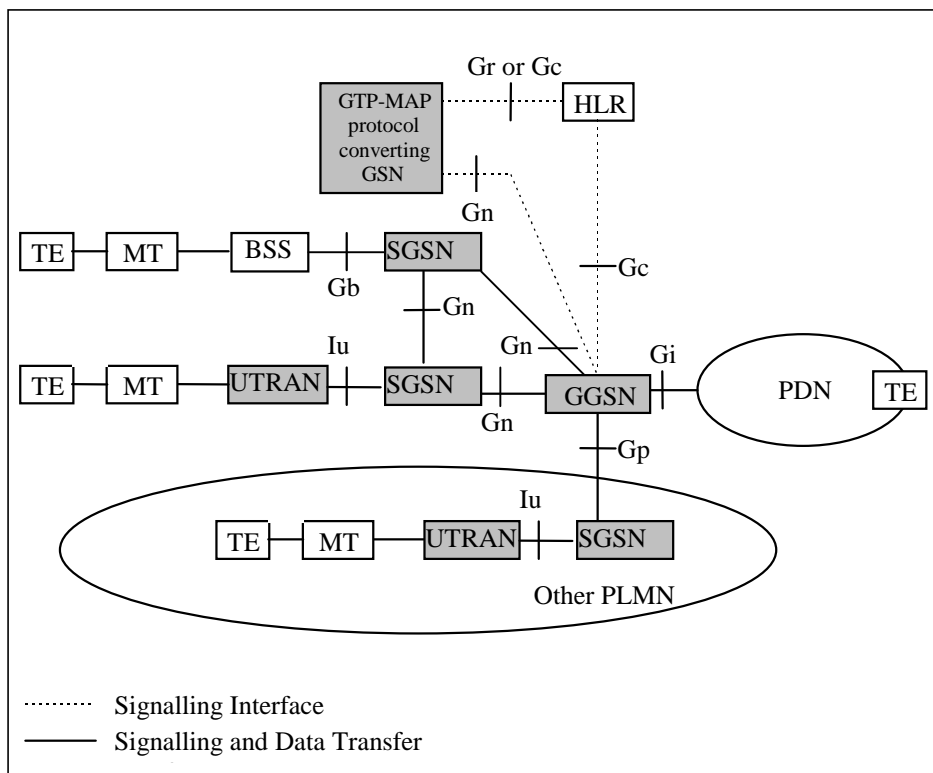 Gr or Gc
GTP-MAP
protocol
converting
GSN
HLR
Gn
TE
MT
BSS
SGSN
Gb
Gc
Gn
Gn
Iu
Gi
TE
MT
UTRAN
SGSN
Gn
GGSN
PDN
TE
Gp
Iu
TE
MT
UTRAN
SGSN
Other PLMN
Signalling Interface
Signalling and Data Transfer